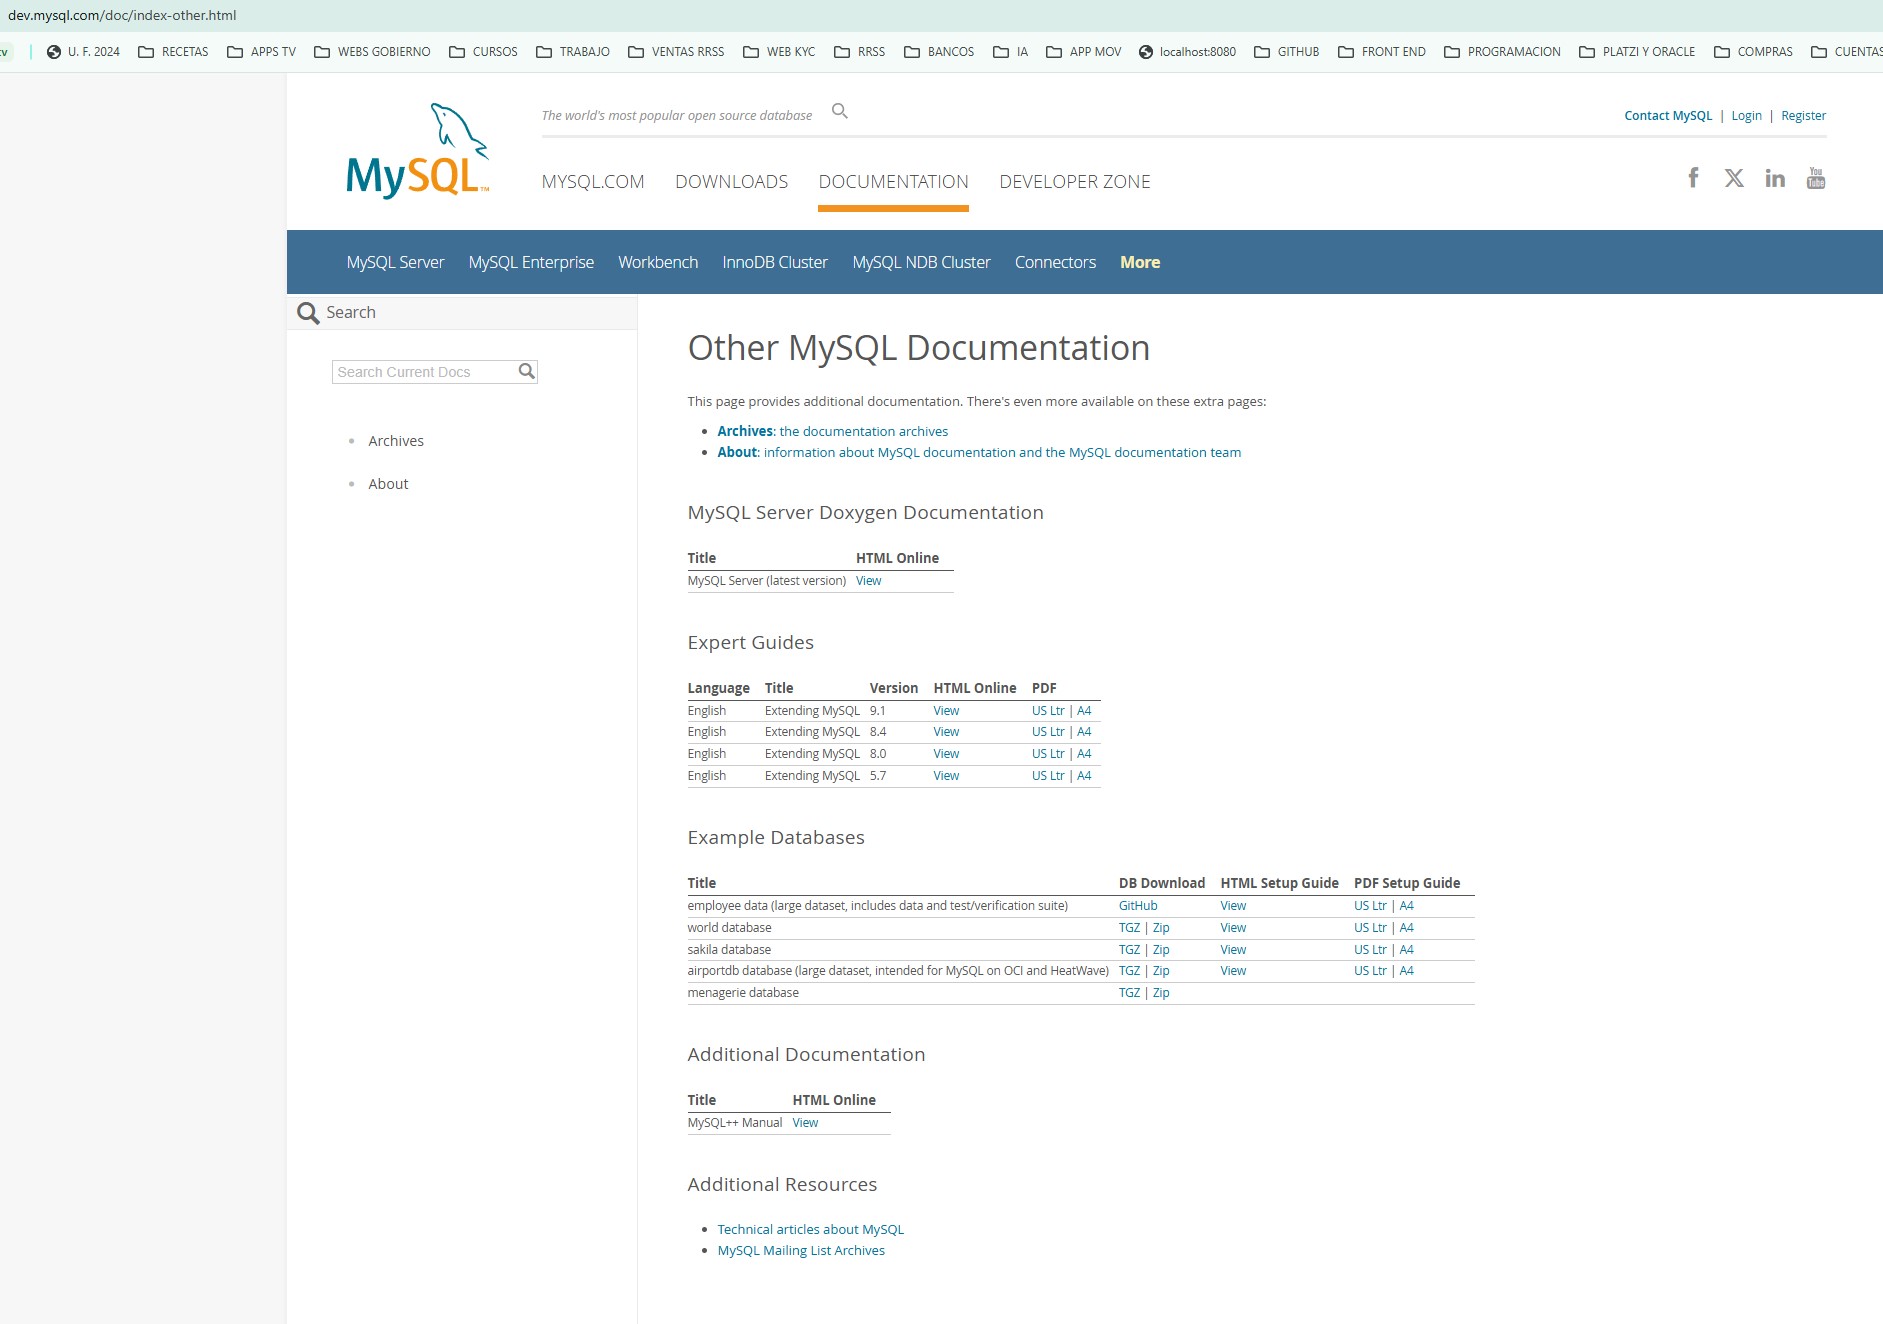 dev.mysql.com/doc/index-other.html
U. F. 2024 RECETAS APPS TV WEBS GOBIERNO CURSOS TRABAJO VENTAS RRSS WEB KYC RRSS BANCOS IA APP MOV localhost:8080 GITHUB FRONT END PROGRAMACION PLATZI Y ORACLE COMPRAS CUENTAS
The world's most popular open source database
Contact MySQL | Login | Register
MySQL™
MYSQL.COM DOWNLOADS DOCUMENTATION DEVELOPER ZONE
You Tube
MySQL Server MySQL Enterprise Workbench InnoDB Cluster MySQL NDB Cluster Connectors More
Search
Search Current Docs
Archives
About
Other MySQL Documentation
This page provides additional documentation. There's even more available on these extra pages:
Archives: the documentation archives
About: information about MySQL documentation and the MySQL documentation team
MySQL Server Doxygen Documentation
Title HTML Online
MySQL Server (latest version) View
Expert Guides
Language Title Version HTML Online PDF
English Extending MySQL 9.1 View US Ltr | A4
English Extending MySQL 8.4 View US Ltr | A4
English Extending MySQL 8.0 View US Ltr | A4
English Extending MySQL 5.7 View US Ltr | A4
Example Databases
Title DB Download HTML Setup Guide PDF Setup Guide
employee data (large dataset, includes data and test/verification suite) GitHub View US Ltr | A4
world database TGZ | Zip View US Ltr | A4
sakila database TGZ | Zip View US Ltr | A4
airportdb database (large dataset, intended for MySQL on OCI and HeatWave) TGZ | Zip View US Ltr | A4
menagerie database TGZ | Zip
Additional Documentation
Title HTML Online
MySQL++ Manual View
Additional Resources
Technical articles about MySQL
MySQL Mailing List Archives